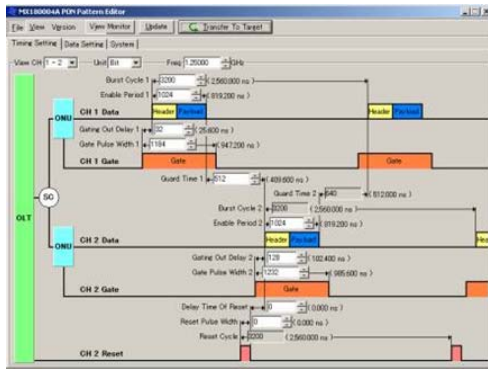 MX180004A PON Pattern Editor
File View Version View Monitor Update Transfer To Target
Timing Setting Data Setting System
View CH 1 - 2 Unit Bit Freq 1.25000 GHz
Burst Cycle 1 3200 (2,560.000 ns)
Enable Period 1 1024 (819.200 ns)
ONU CH 1 Data Header Payload Header Payload
Gating Out Delay 1 32 (25.600 ns)
Gate Pulse Width 1 1184 (947.200 ns)
CH 1 Gate Gate Gate
Guard Time 1 512 (409.600 ns)
Guard Time 2 640 (512.000 ns)
SC
Burst Cycle 2 3200 (2,560.000 ns)
OLT
Enable Period 2 1024 (819.200 ns)
ONU CH 2 Data Header Payload Hea
Gating Out Delay 2 128 (102.400 ns)
Gate Pulse Width 2 1232 (985.600 ns)
CH 2 Gate Gate
Delay Time Of Reset 0 (0.000 ns)
Reset Pulse Width 0 (0.000 ns)
Reset Cycle 3200 (2,560.000 ns)
CH 2 Reset